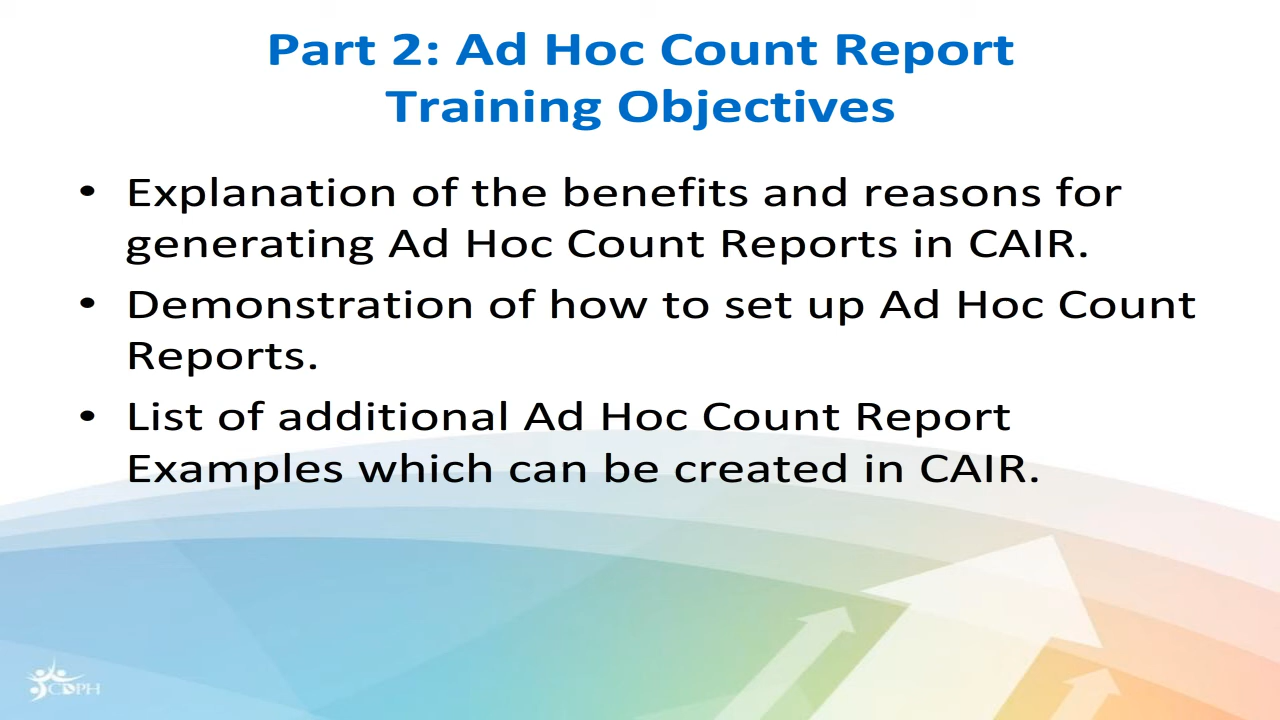 Part 2: Ad Hoc Count Report
Training Objectives
• Explanation of the benefits and reasons for
generating Ad Hoc Count Reports in CAIR.
• Demonstration of how to set up Ad Hoc Count
Reports.
• List of additional Ad Hoc Count Report
Examples which can be created in CAIR.
CDPH